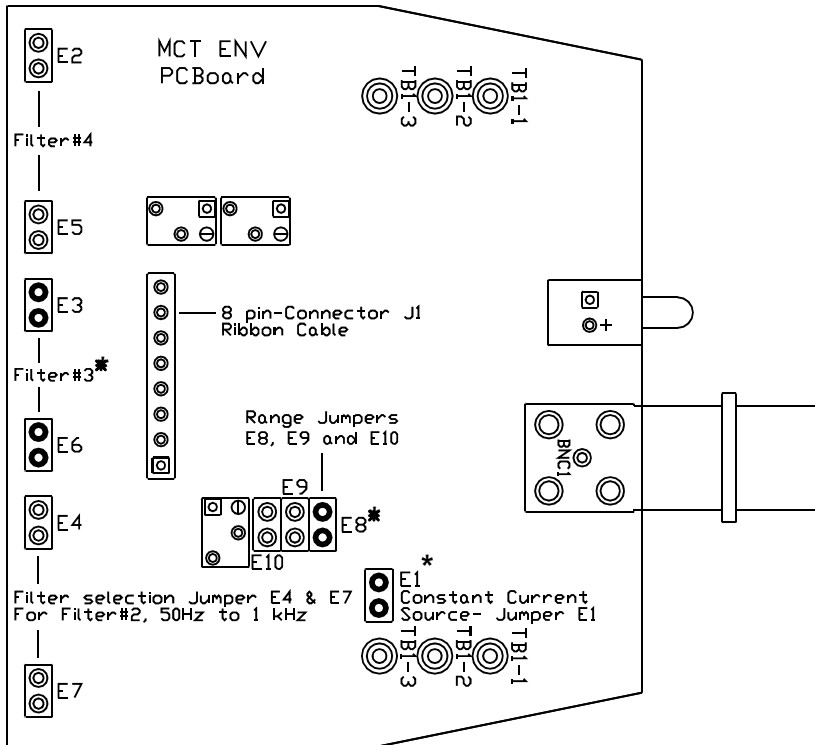 MCT ENV
PCBoard
E2
TB1-3
TB1-2
TB1-1
Filter#4
E5
E3
8 pin-Connector J1
Ribbon Cable
+
Filter#3*
Range Jumpers
E8, E9 and E10
E6
BNC1
E9
E4
E8*
E10
*
E1
Constant Current
Source- Jumper E1
Filter selection Jumper E4 & E7
For Filter#2, 50Hz to 1 kHz
TB1-3
TB1-2
TB1-1
E7